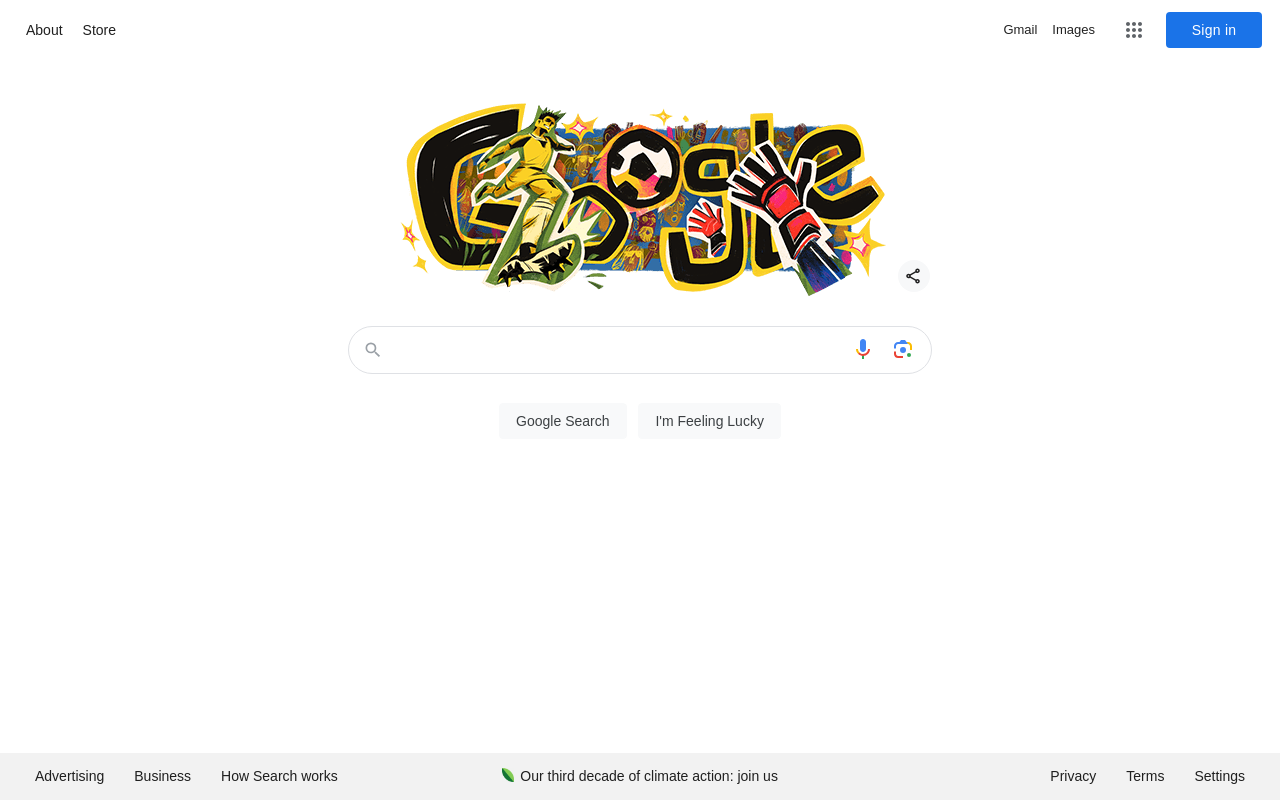 About Store
Gmail Images Sign in
Google
Google Search I'm Feeling Lucky
Advertising Business How Search works
Our third decade of climate action: join us
Privacy Terms Settings